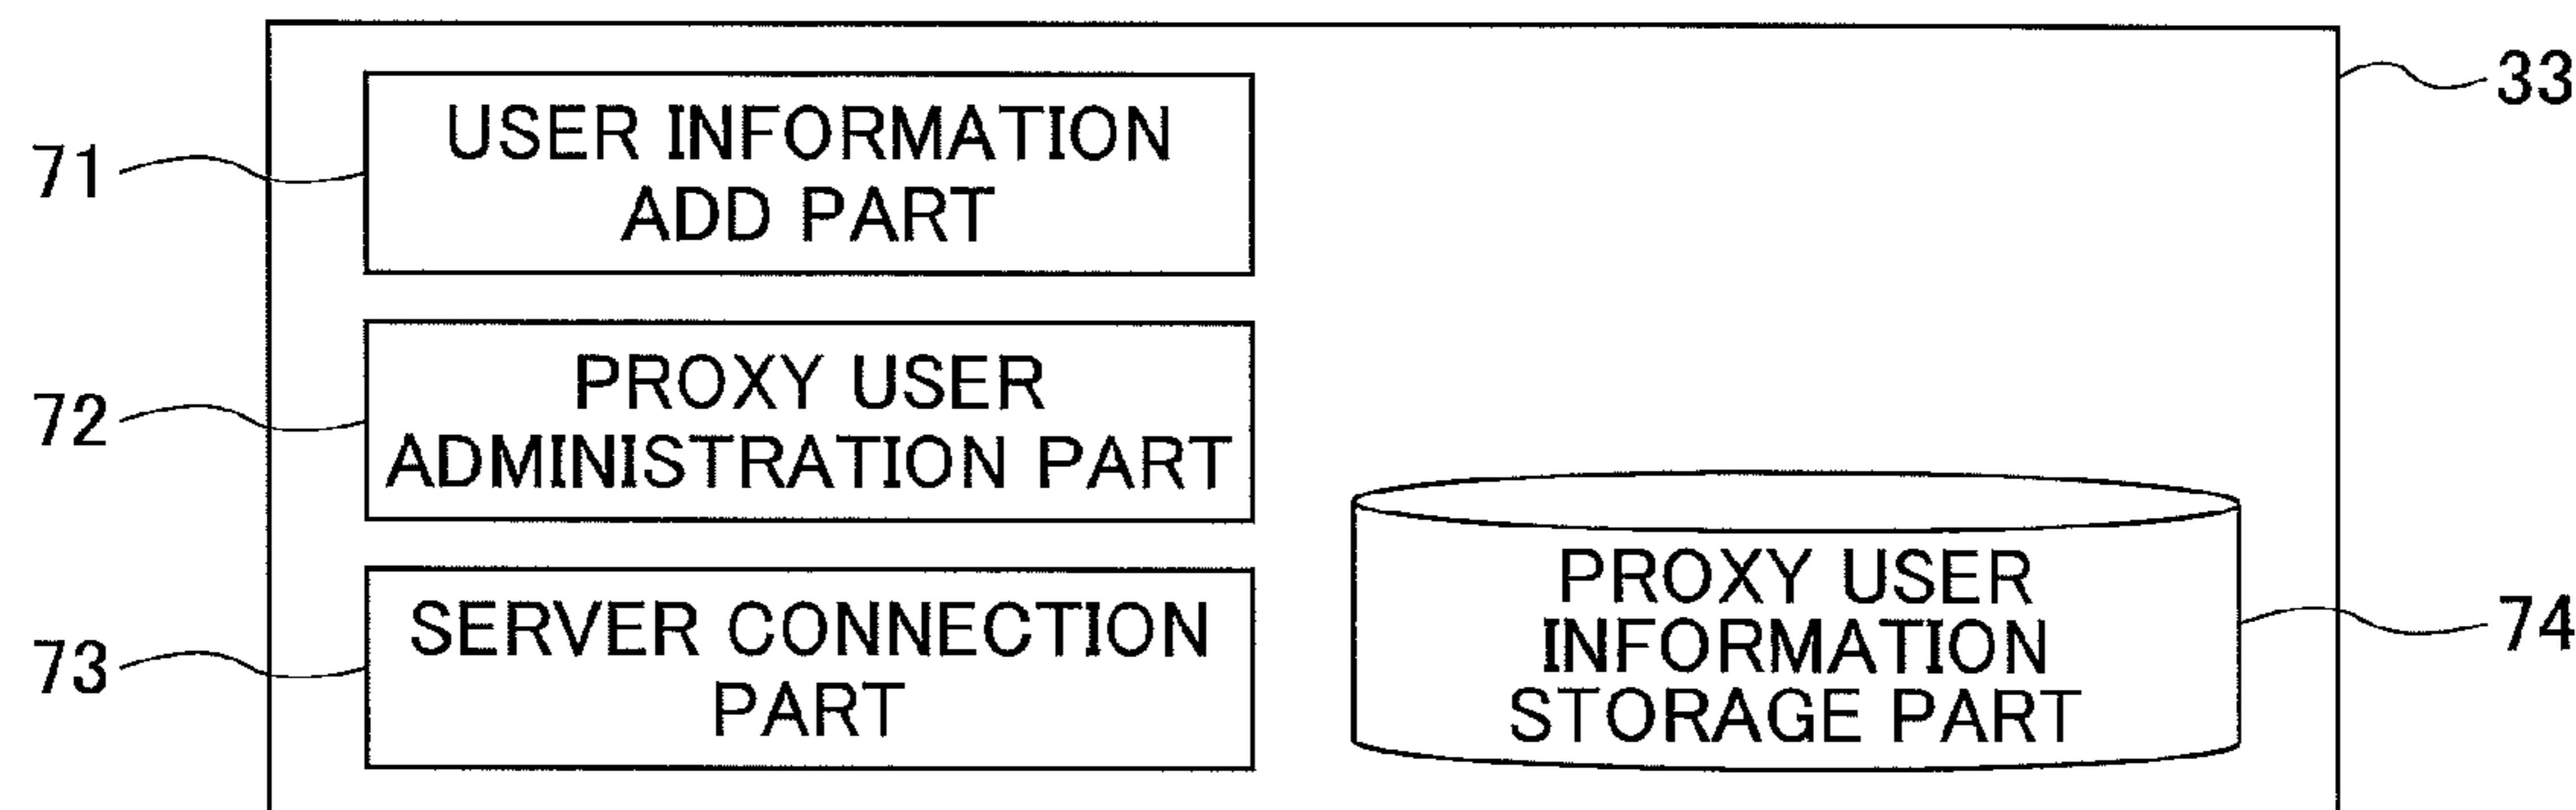 33
71
USER INFORMATION
ADD PART
72
PROXY USER
ADMINISTRATION PART
73
SERVER CONNECTION
PART
PROXY USER
INFORMATION
STORAGE PART
74